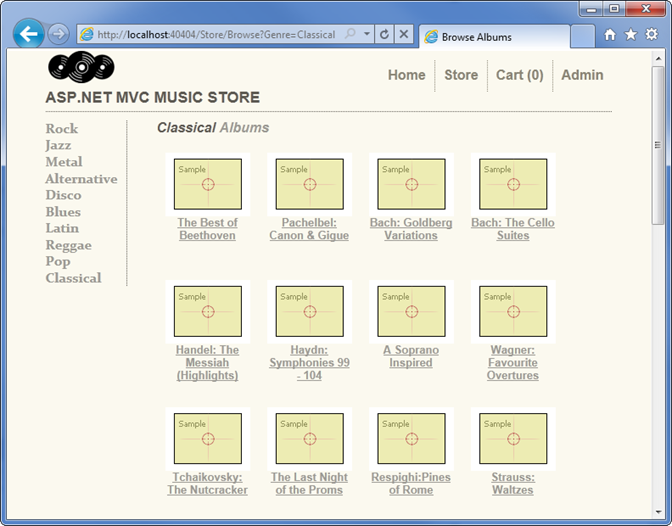 http://localhost:40404/Store/Browse?Genre=Classical
Browse Albums
Home
Store
Cart (0)
Admin
ASP.NET MVC MUSIC STORE
Rock
Jazz
Metal
Alternative
Disco
Blues
Latin
Reggae
Pop
Classical
Classical Albums
Sample
Sample
Sample
Sample
The Best of
Beethoven
Pachelbel:
Canon & Gigue
Bach: Goldberg
Variations
Bach: The Cello
Suites
Sample
Sample
Sample
Sample
Handel: The
Messiah
(Highlights)
Haydn:
Symphonies 99
- 104
A Soprano
Inspired
Wagner:
Favourite
Overtures
Sample
Sample
Sample
Sample
Tchaikovsky:
The Nutcracker
The Last Night
of the Proms
Respighi:Pines
of Rome
Strauss:
Waltzes